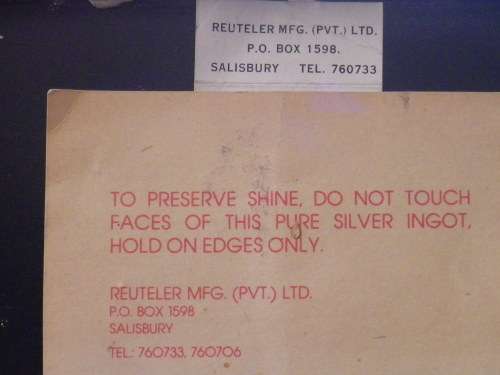 REUTELER MFG. (PVT.) LTD.
P.O. BOX 1598.
SALISBURY TEL. 760733
TO PRESERVE SHINE, DO NOT TOUCH
FACES OF THIS PURE SILVER INGOT,
HOLD ON EDGES ONLY.
REUTELER MFG. (PVT.) LTD.
P.O. BOX 1598
SALISBURY
TEL.: 760733, 760706